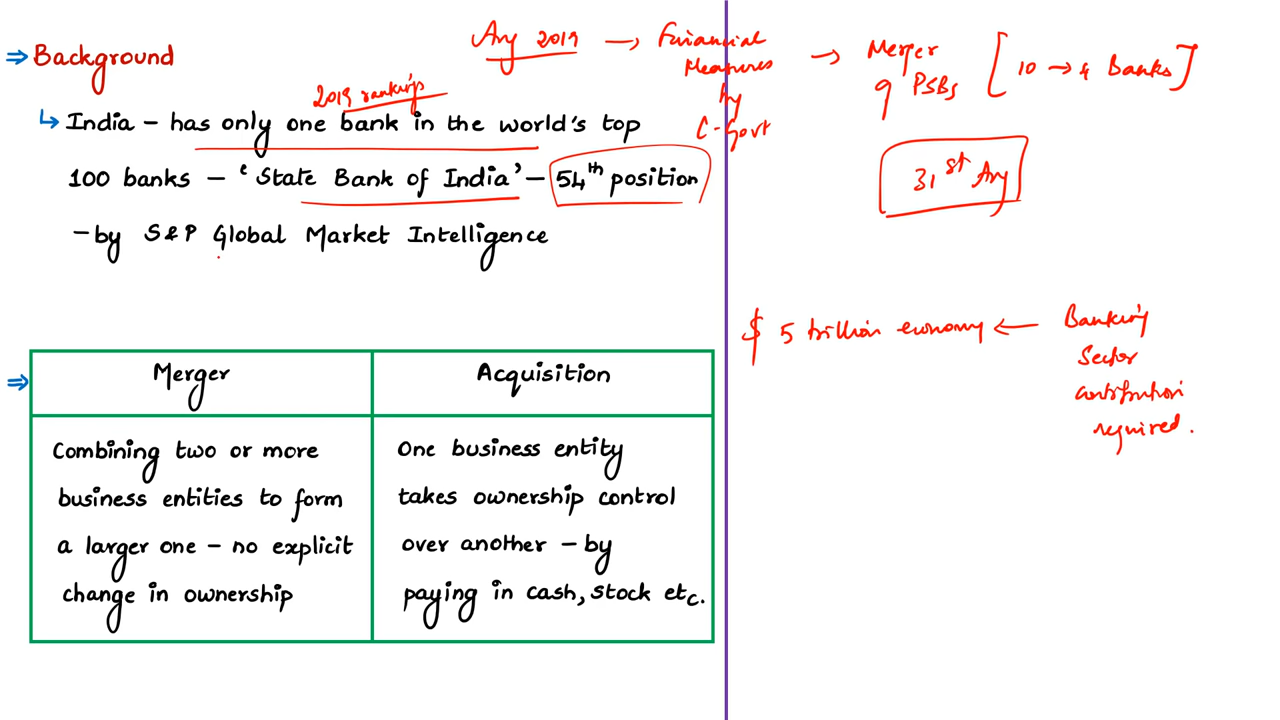 ⇒ Background
2019 rankings
↳ India – has only one bank in the world's top
100 banks – 'State Bank of India' – 54th position
– by S&P Global Market Intelligence
Aug 2019 → Financial Measures by C-Govt → Merger of PSBs [10 → 4 Banks]
31st Aug
$ 5 trillion economy ← Banking
Sector
contribution
required.
⇒ Merger
Combining two or more
business entities to form
a larger one – no explicit
change in ownership
Acquisition
One business entity
takes ownership control
over another – by
paying in cash, stock etc.